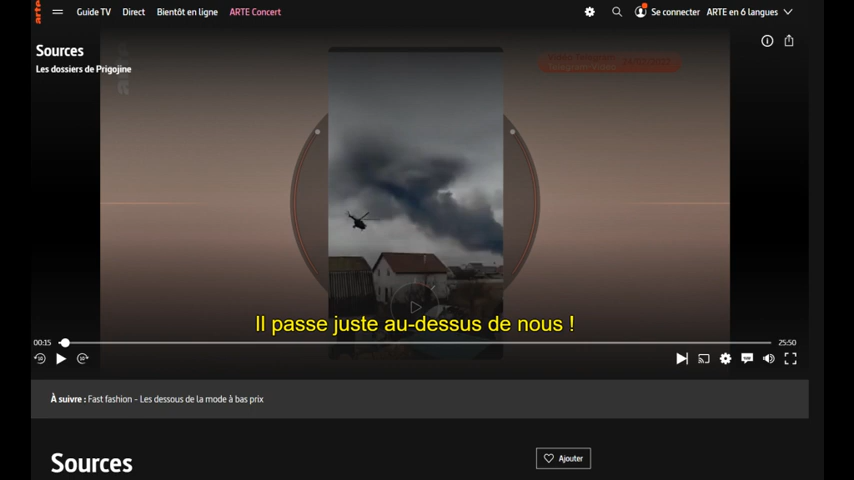 arte
Guide TV
Direct
Bientôt en ligne
ARTE Concert
Se connecter
ARTE en 6 langues
Sources
Les dossiers de Prigojine
Il passe juste au-dessus de nous !
00:15
25:50
10
10
À suivre : Fast fashion - Les dessous de la mode à bas prix
Sources
Ajouter